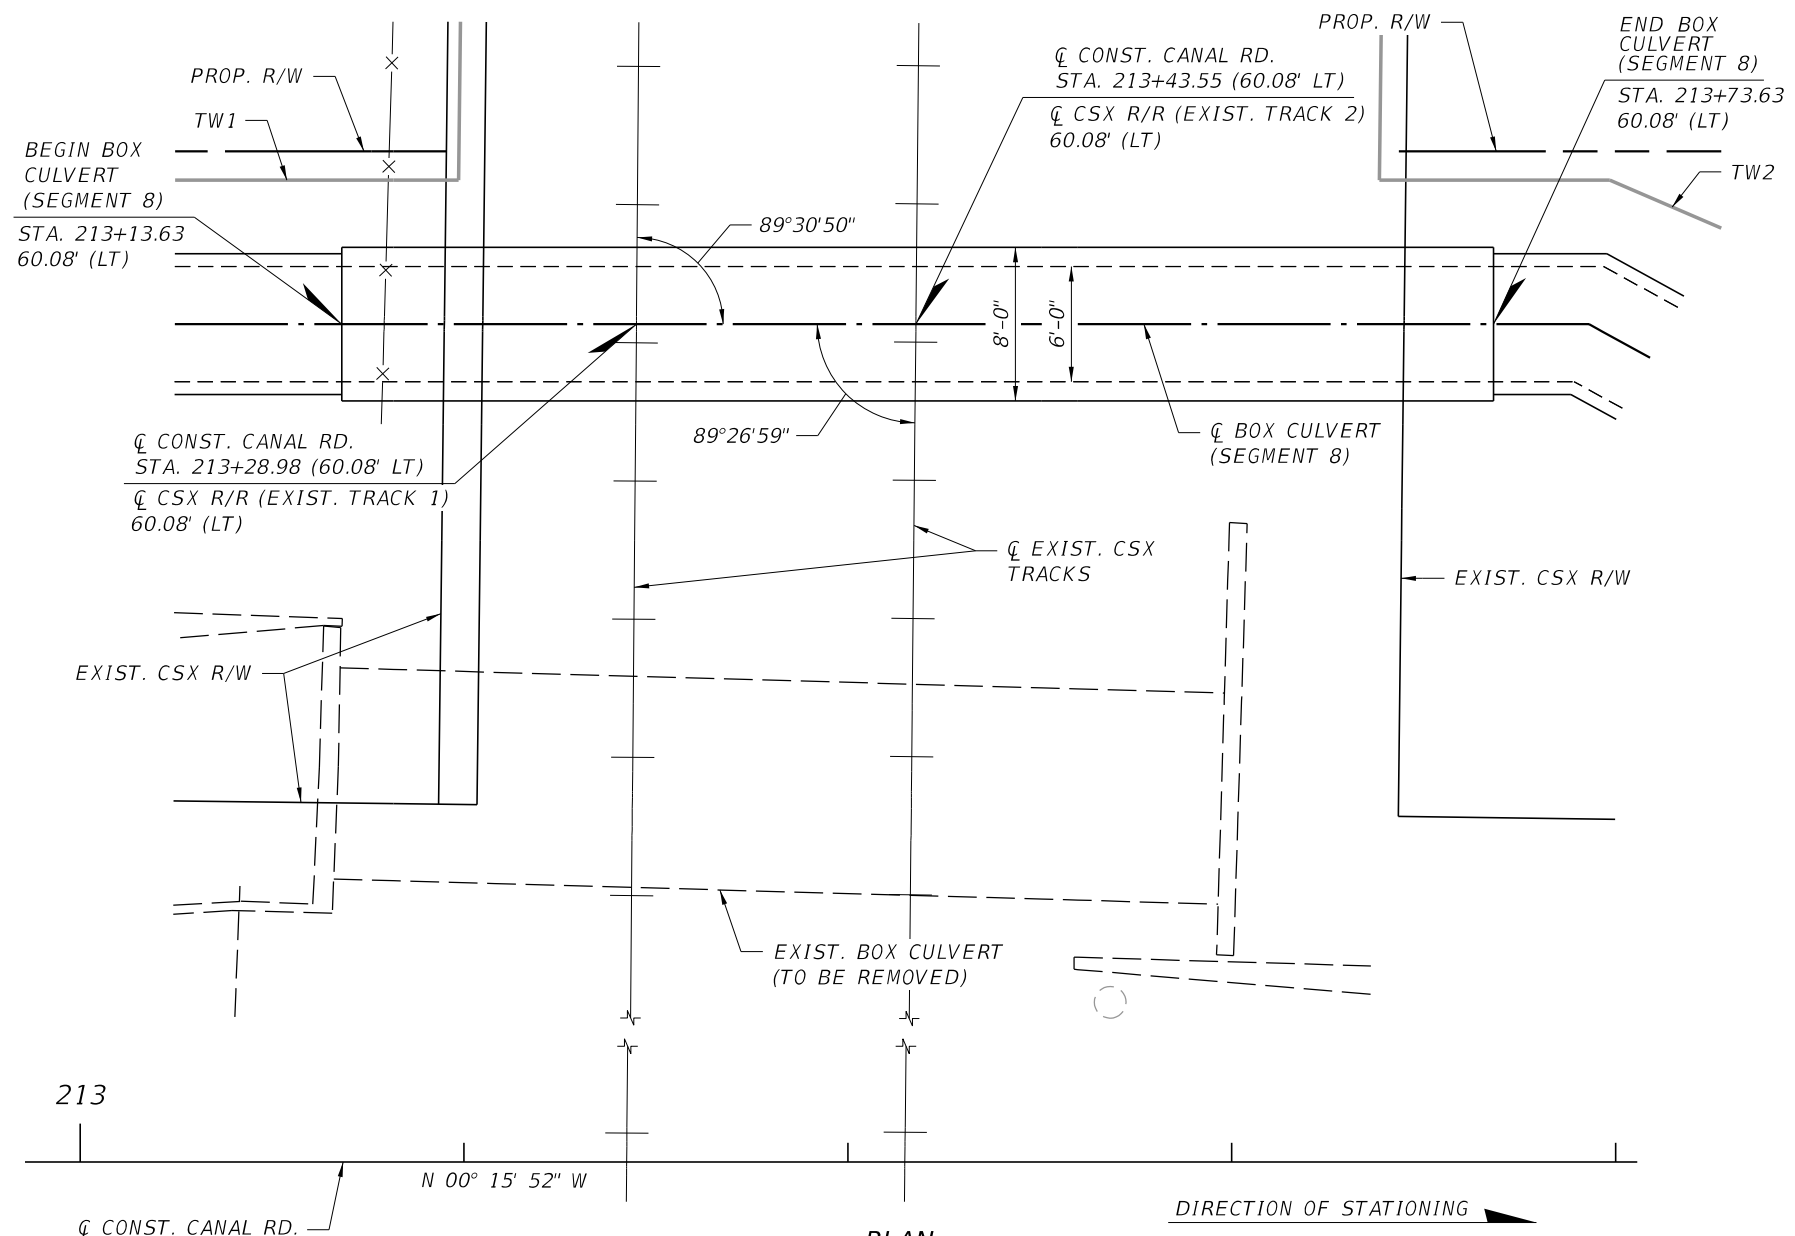 PROP. R/W
TW1
BEGIN BOX
CULVERT
(SEGMENT 8)
STA. 213+13.63
60.08' (LT)
℄ CONST. CANAL RD.
STA. 213+43.55 (60.08' LT)
℄ CSX R/R (EXIST. TRACK 2)
60.08' (LT)
PROP. R/W
END BOX
CULVERT
(SEGMENT 8)
STA. 213+73.63
60.08' (LT)
TW2
89°30'50"
8'-0"
6'-0"
89°26'59"
℄ BOX CULVERT
(SEGMENT 8)
℄ CONST. CANAL RD.
STA. 213+28.98 (60.08' LT)
℄ CSX R/R (EXIST. TRACK 1)
60.08' (LT)
℄ EXIST. CSX
TRACKS
EXIST. CSX R/W
EXIST. CSX R/W
EXIST. BOX CULVERT
(TO BE REMOVED)
213
N 00° 15' 52" W
℄ CONST. CANAL RD.
DIRECTION OF STATIONING
PLAN